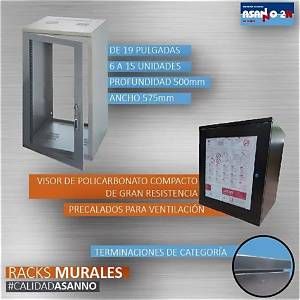 ASANNO-2R
DE 19 PULGADAS
6 A 15 UNIDADES
PROFUNDIDAD 500mm
ANCHO 575mm
VISOR DE POLICARBONATO COMPACTO
DE GRAN RESISTENCIA
PRECALADOS PARA VENTILACIÓN
TERMINACIONES DE CATEGORÍA
RACKS MURALES
#CALIDADASANNO